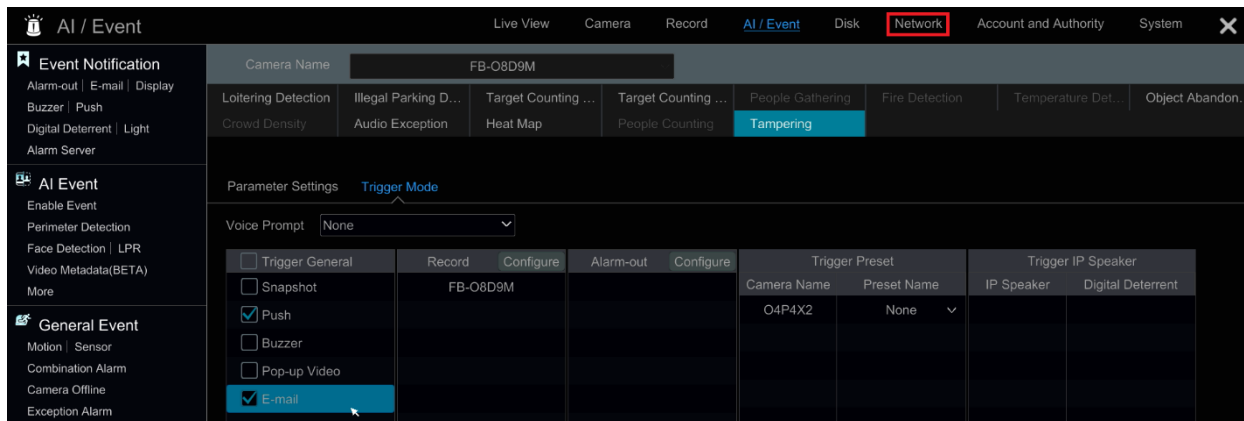 AI / Event Live View Camera Record AI / Event Disk Network Account and Authority System
Event Notification
Alarm-out | E-mail | Display
Buzzer | Push
Digital Deterrent | Light
Alarm Server
AI Event
Enable Event
Perimeter Detection
Face Detection | LPR
Video Metadata(BETA)
More
General Event
Motion | Sensor
Combination Alarm
Camera Offline
Exception Alarm
Camera Name FB-O8D9M
Loitering Detection Illegal Parking D... Target Counting ... Target Counting ... People Gathering Fire Detection Temperature Det... Object Abandon.
Crowd Density Audio Exception Heat Map People Counting Tampering
Parameter Settings Trigger Mode
Voice Prompt None
Trigger General Record Configure Alarm-out Configure Trigger Preset Trigger IP Speaker
Snapshot FB-O8D9M Camera Name Preset Name IP Speaker Digital Deterrent
Push O4P4X2 None
Buzzer
Pop-up Video
E-mail